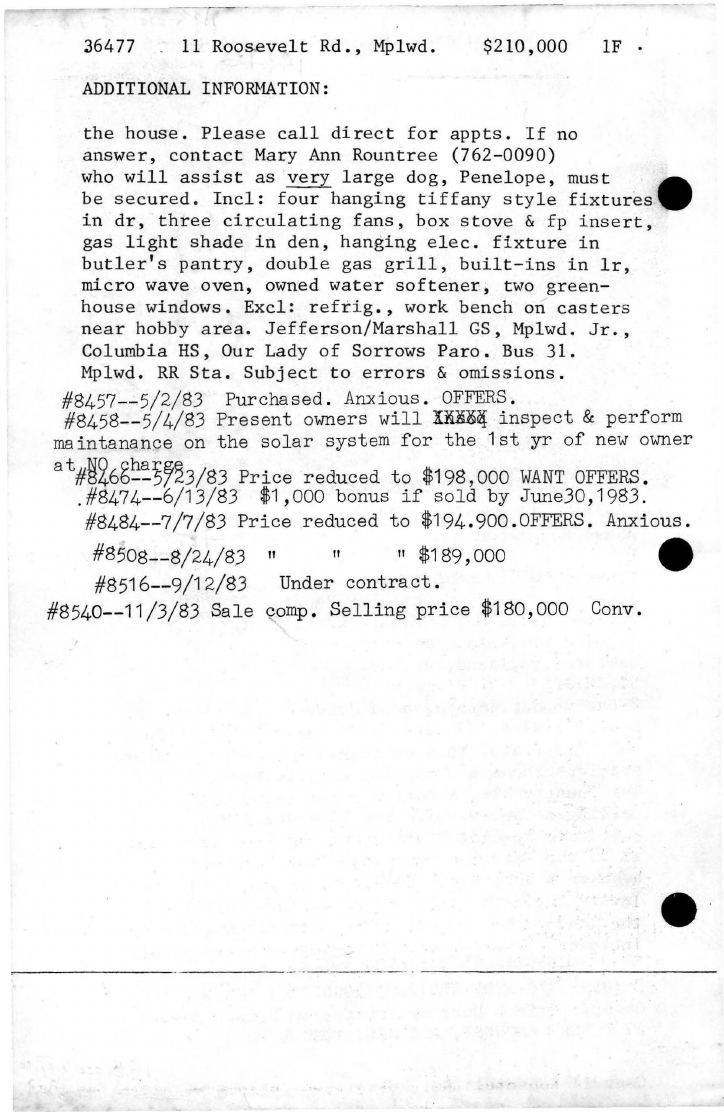 36477 11 Roosevelt Rd., Mplwd. $210,000 1F .
ADDITIONAL INFORMATION:
the house. Please call direct for appts. If no
answer, contact Mary Ann Rountree (762-0090)
who will assist as very large dog, Penelope, must
be secured. Incl: four hanging tiffany style fixtures
in dr, three circulating fans, box stove & fp insert,
gas light shade in den, hanging elec. fixture in
butler's pantry, double gas grill, built-ins in lr,
micro wave oven, owned water softener, two green-
house windows. Excl: refrig., work bench on casters
near hobby area. Jefferson/Marshall GS, Mplwd. Jr.,
Columbia HS, Our Lady of Sorrows Paro. Bus 31.
Mplwd. RR Sta. Subject to errors & omissions.
#8457--5/2/83 Purchased. Anxious. OFFERS.
#8458--5/4/83 Present owners will inspect & perform
maintanance on the solar system for the 1st yr of new owner
at NO charge
#8466--5/23/83 Price reduced to $198,000 WANT OFFERS.
.#8474--6/13/83 $1,000 bonus if sold by June30,1983.
#8484--7/7/83 Price reduced to $194.900.OFFERS. Anxious.
#8508--8/24/83 " " " $189,000
#8516--9/12/83 Under contract.
#8540--11/3/83 Sale comp. Selling price $180,000 Conv.